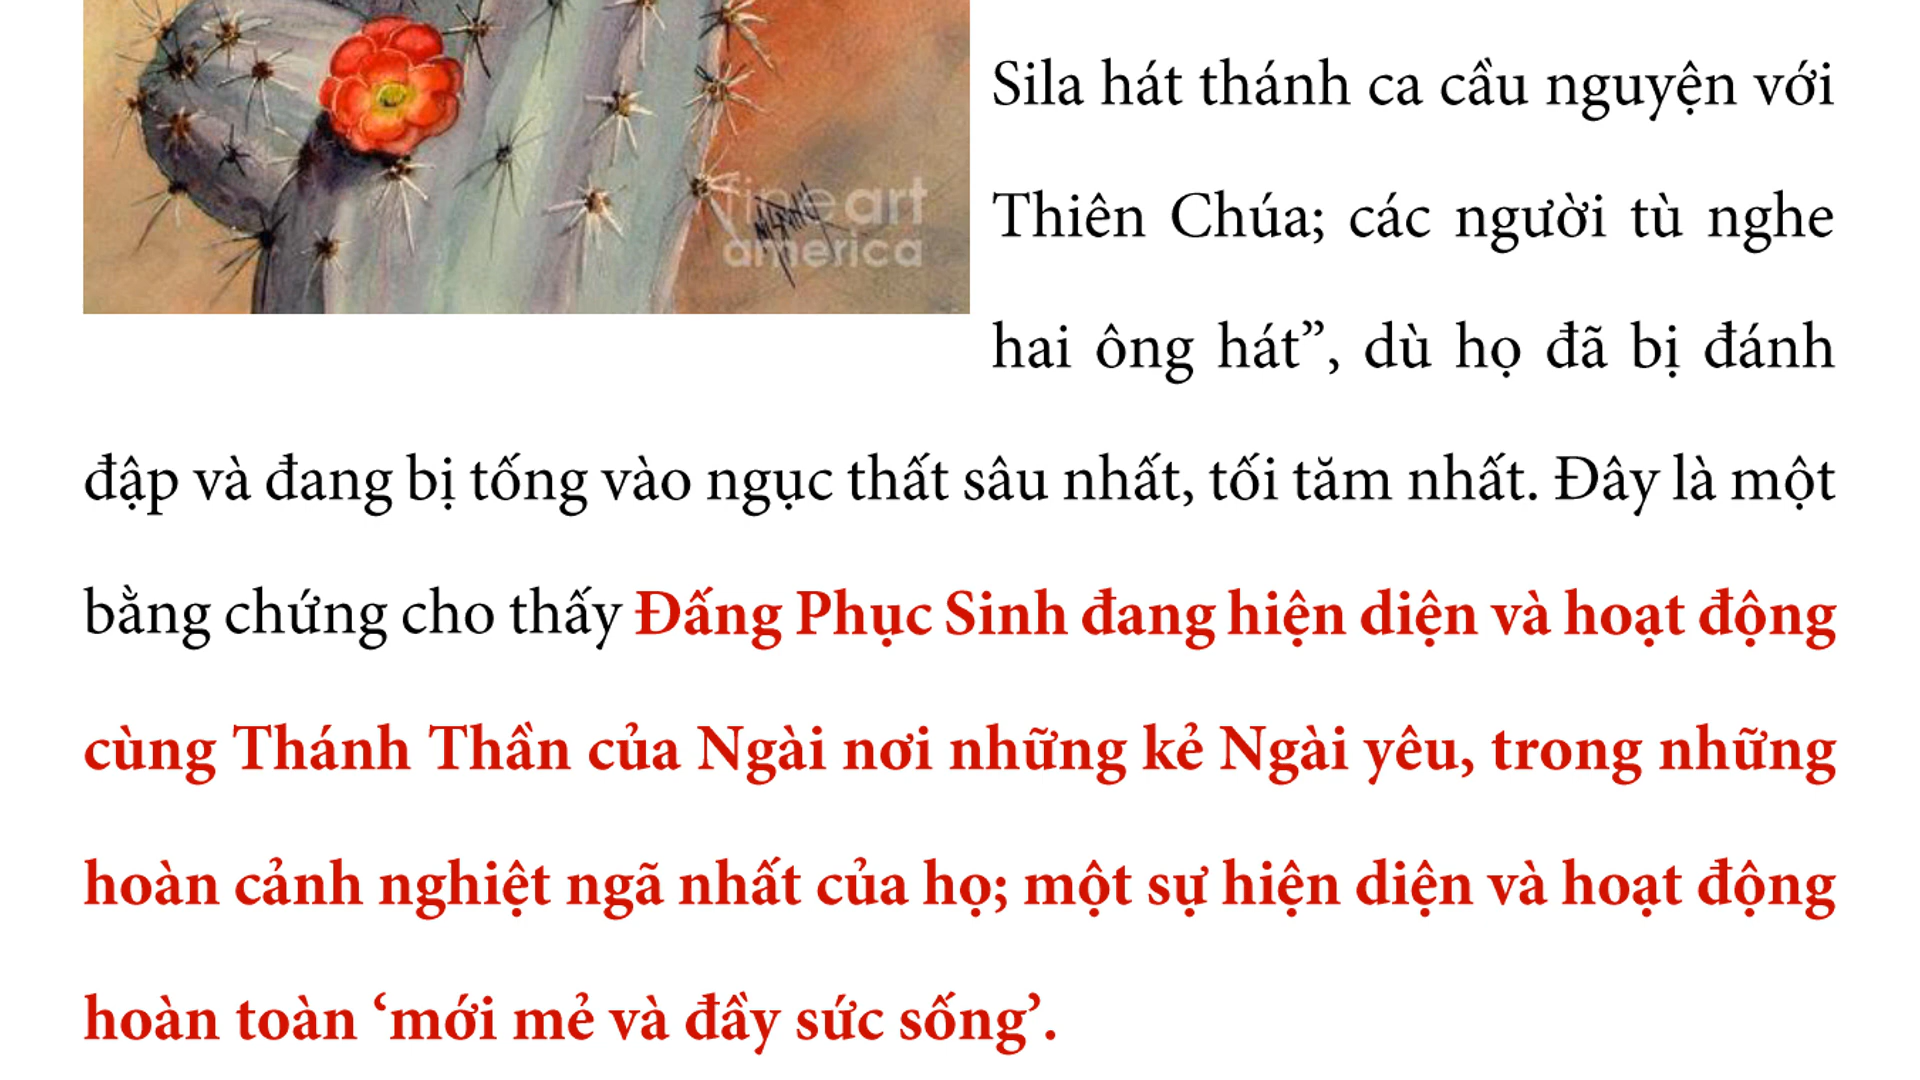 Sila hát thánh ca cầu nguyện với
Thiên Chúa; các người tù nghe
hai ông hát”, dù họ đã bị đánh
đập và đang bị tống vào ngục thất sâu nhất, tối tăm nhất. Đây là một
bằng chứng cho thấy Đấng Phục Sinh đang hiện diện và hoạt động
cùng Thánh Thần của Ngài nơi những kẻ Ngài yêu, trong những
hoàn cảnh nghiệt ngã nhất của họ; một sự hiện diện và hoạt động
hoàn toàn ‘mới mẻ và đầy sức sống’.
fine art
america